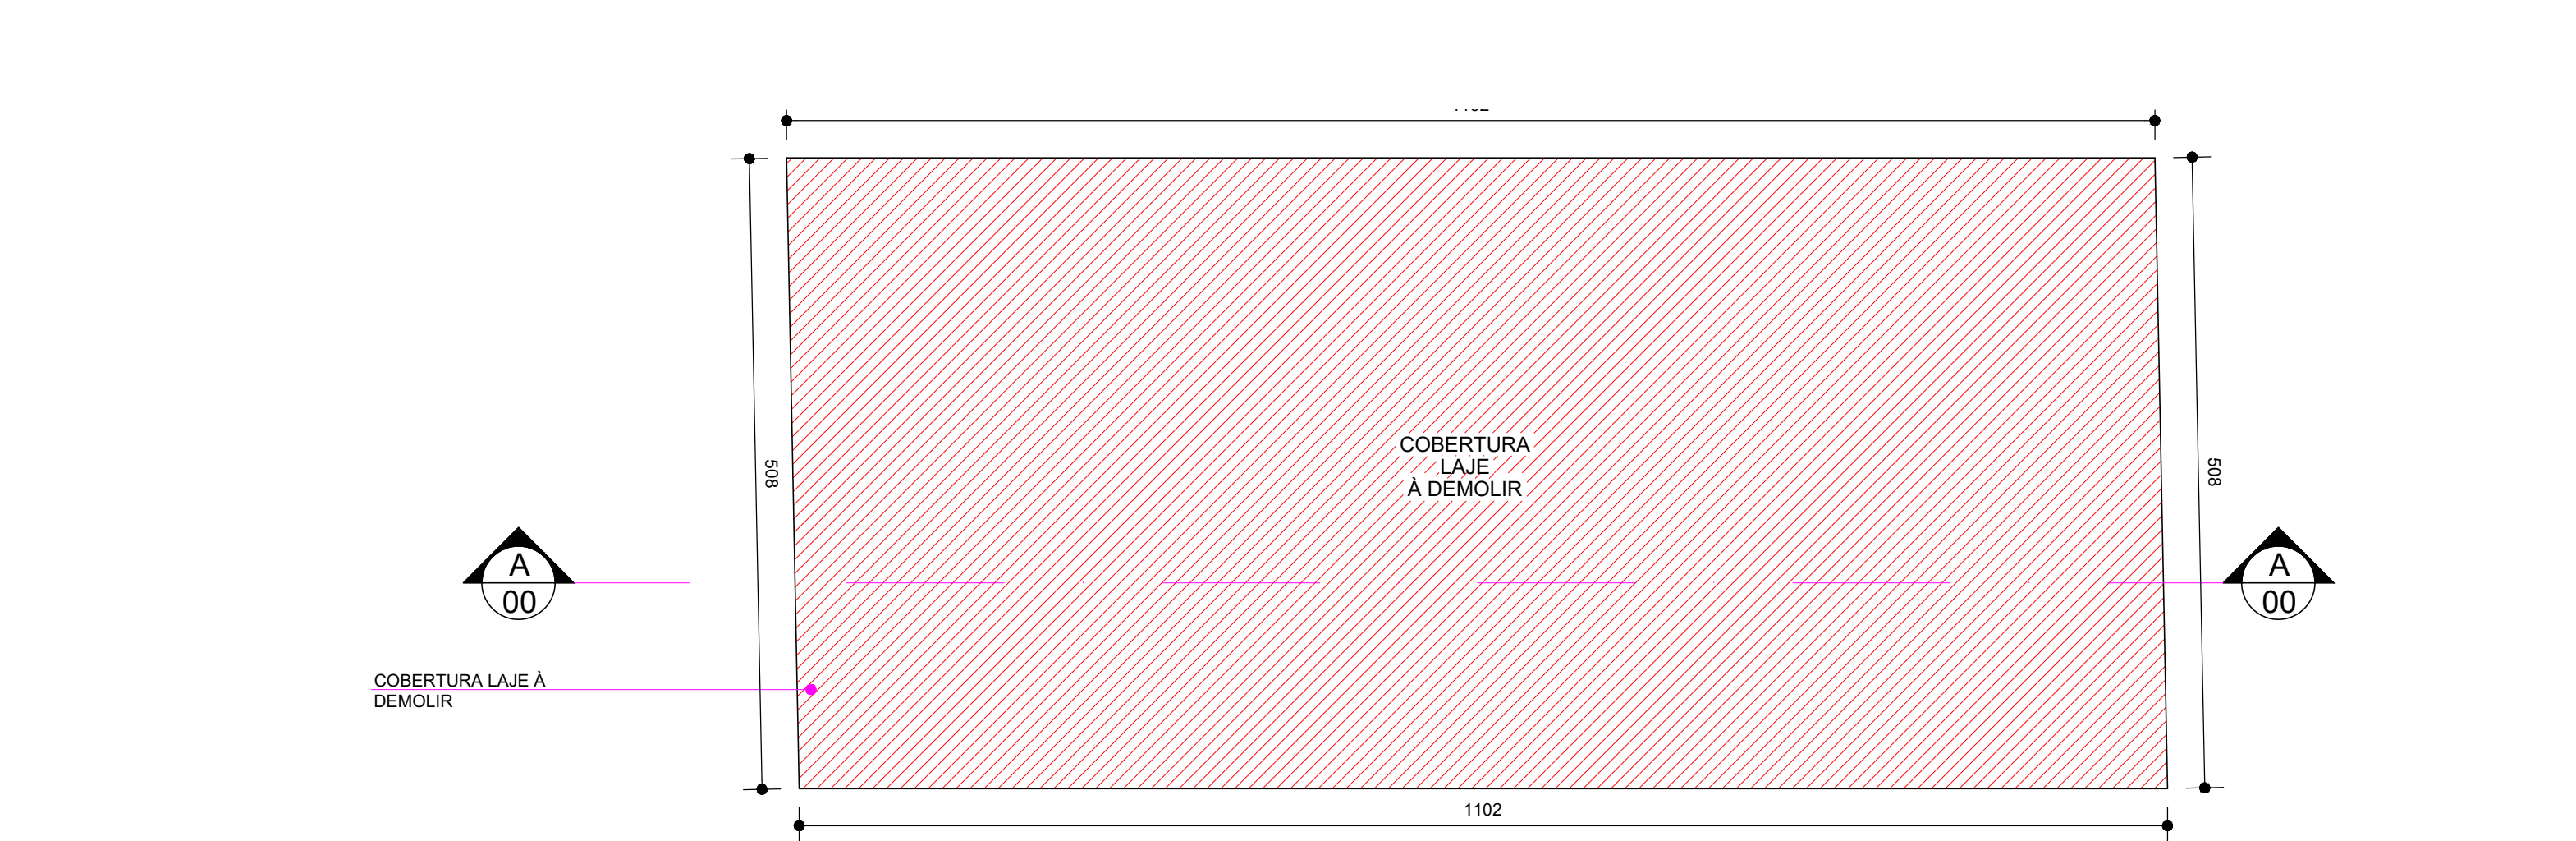 COBERTURA
LAJE
À DEMOLIR
508
508
A
00
A
00
COBERTURA LAJE À
DEMOLIR
1102